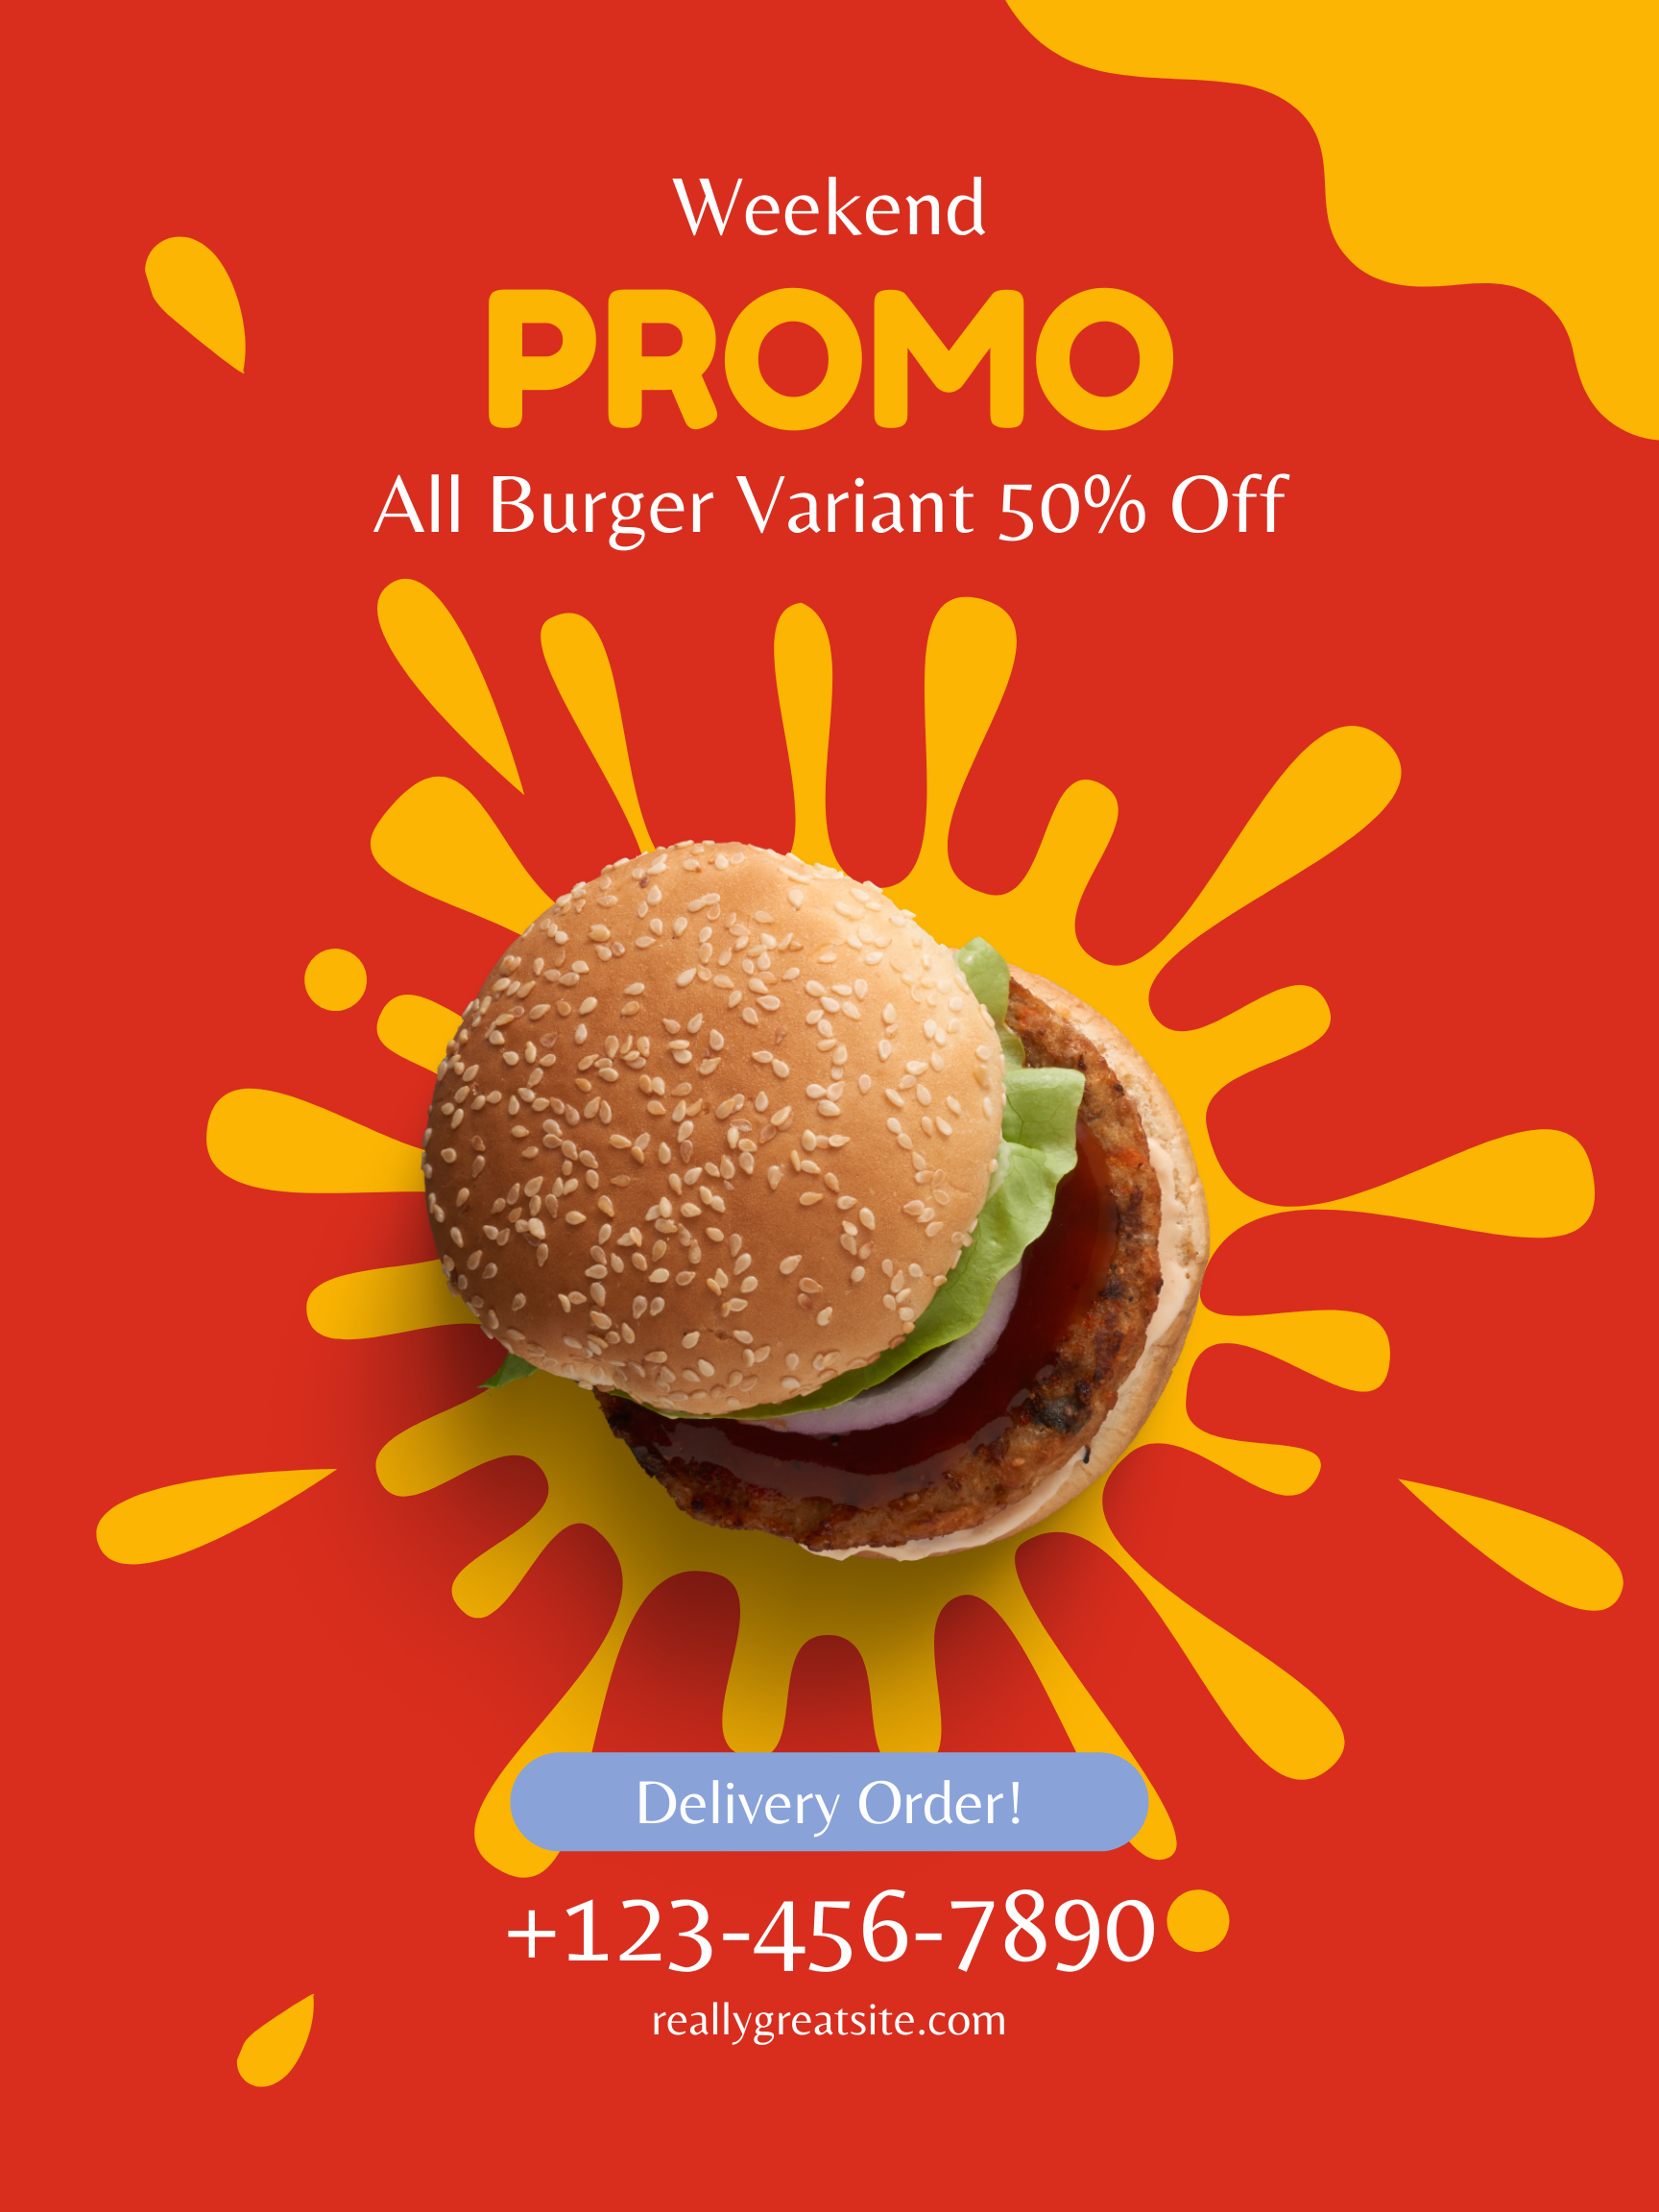 Weekend
PROMO
All Burger Variant 50% Off
Delivery Order!
+123-456-7890
reallygreatsite.com